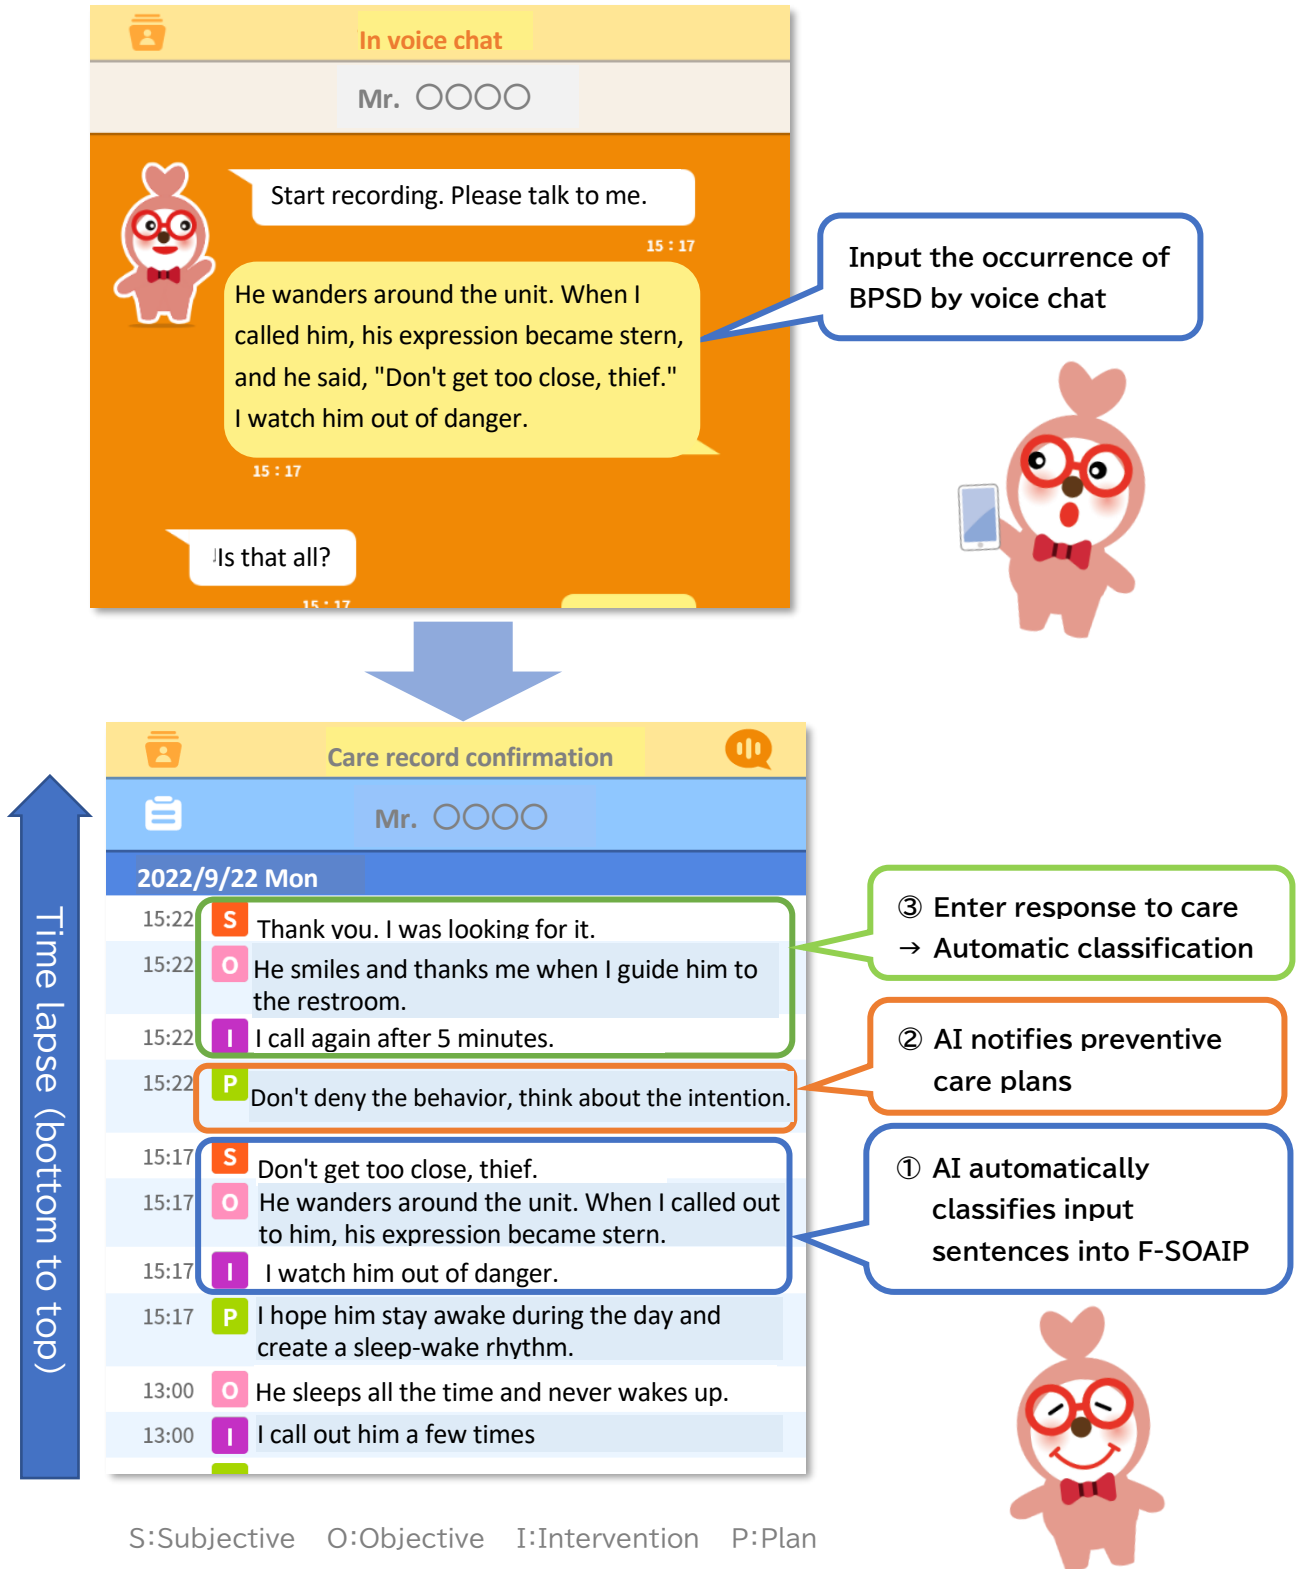 In voice chat
Mr. 〇〇〇〇
Start recording. Please talk to me.
15:17
He wanders around the unit. When I
called him, his expression became stern,
and he said, "Don't get too close, thief."
I watch him out of danger.
15:17
Is that all?
15:17
Input the occurrence of
BPSD by voice chat
Care record confirmation
Mr. 〇〇〇〇
2022/9/22 Mon
15:22 S Thank you. I was looking for it.
15:22 O He smiles and thanks me when I guide him to
the restroom.
15:22 I I call again after 5 minutes.
15:22 P Don't deny the behavior, think about the intention.
15:17 S Don't get too close, thief.
15:17 O He wanders around the unit. When I called out
to him, his expression became stern.
15:17 I I watch him out of danger.
15:17 P I hope him stay awake during the day and
create a sleep-wake rhythm.
13:00 O He sleeps all the time and never wakes up.
13:00 I I call out him a few times
Time lapse (bottom to top)
③ Enter response to care
→ Automatic classification
② AI notifies preventive
care plans
① AI automatically
classifies input
sentences into F-SOAIP
S:Subjective O:Objective I:Intervention P:Plan